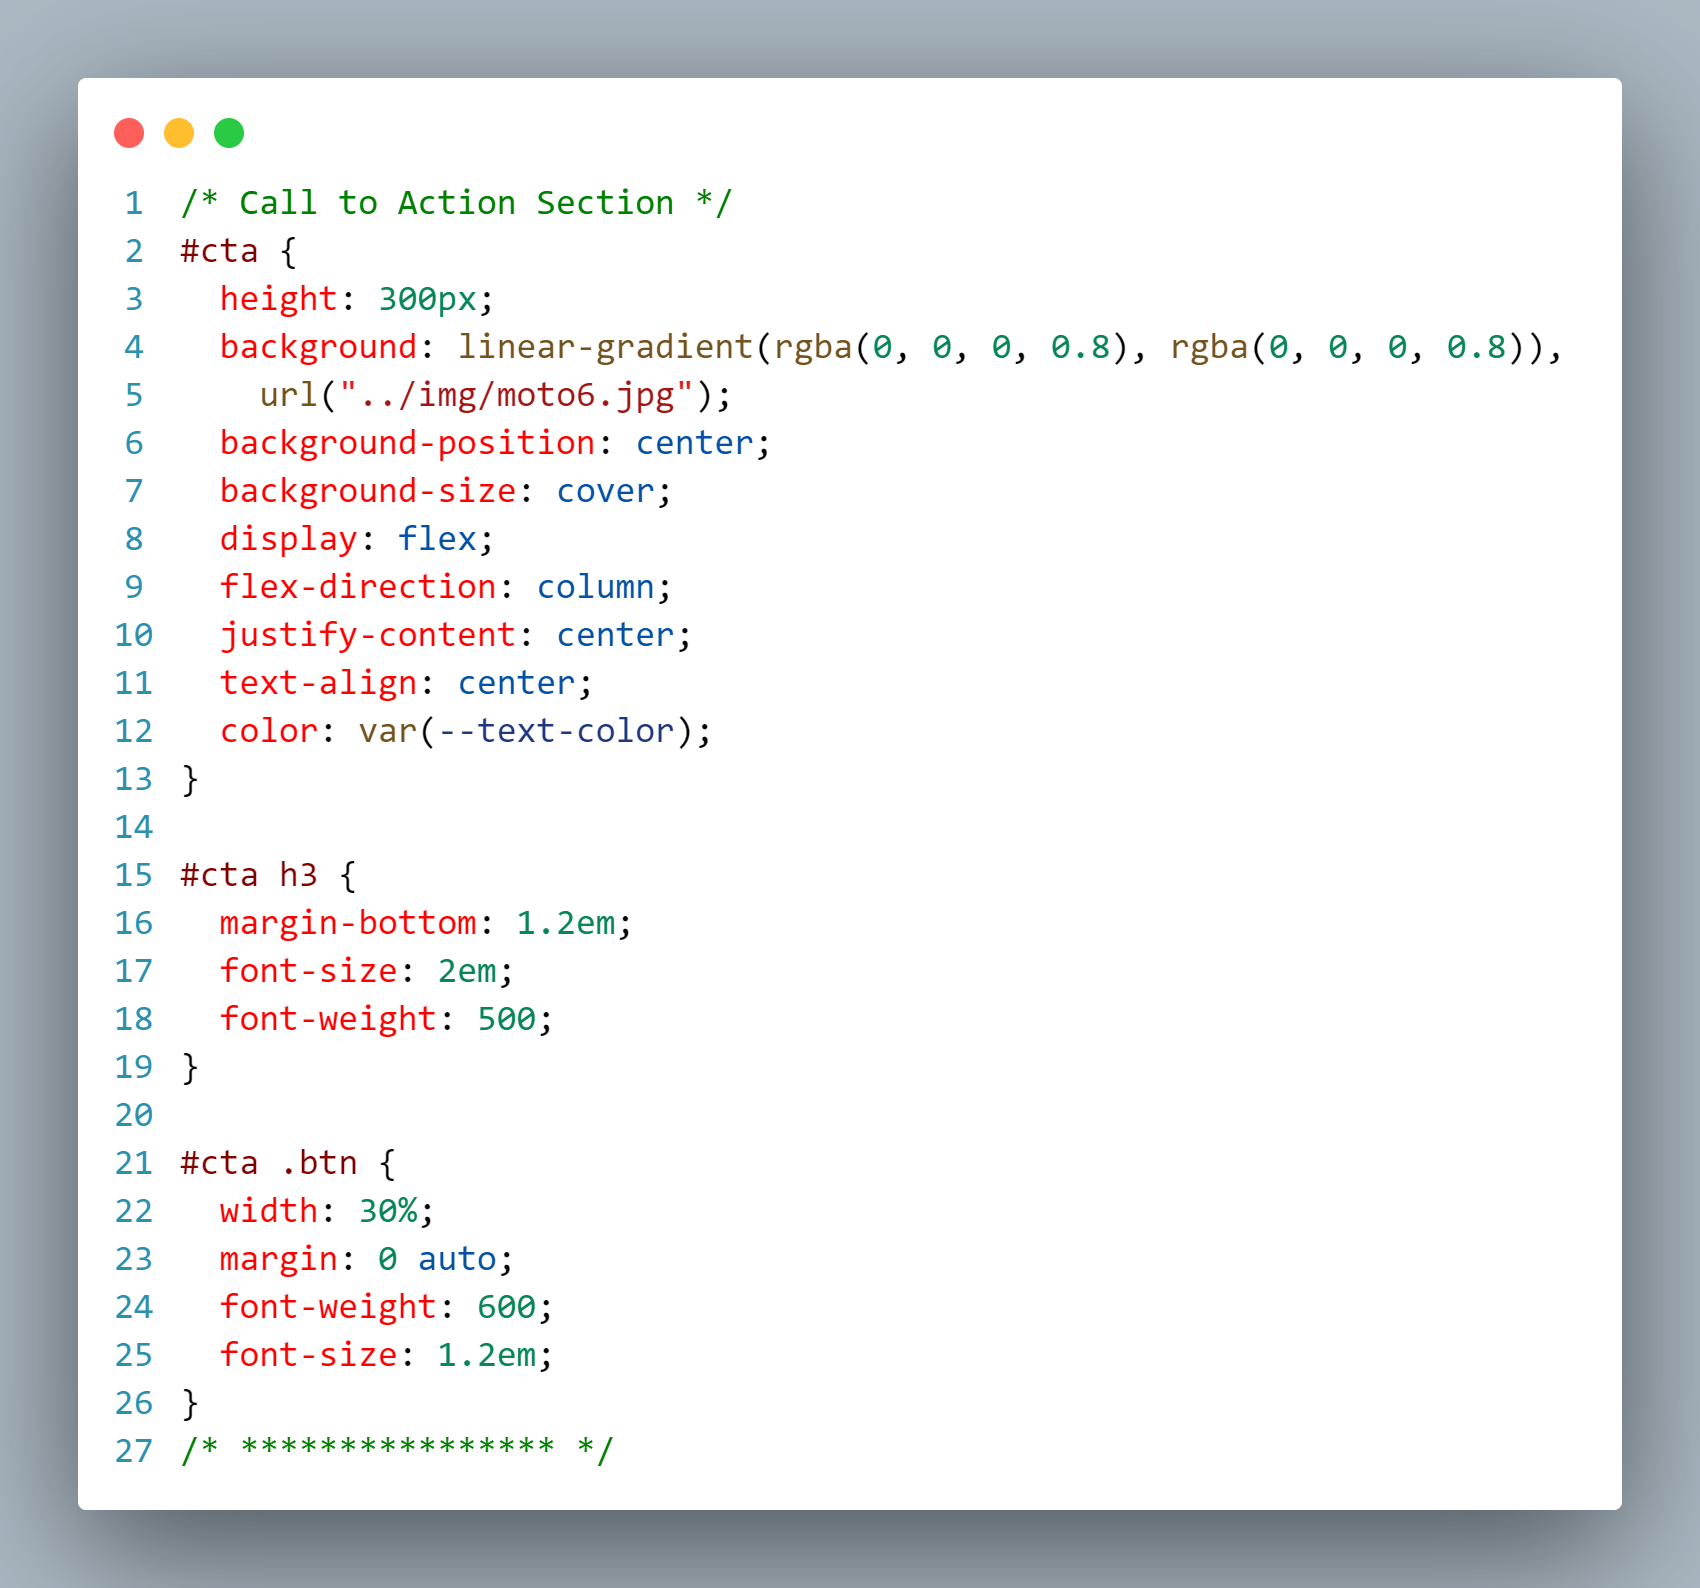 1 /* Call to Action Section */
2 #cta {
3   height: 300px;
4   background: linear-gradient(rgba(0, 0, 0, 0.8), rgba(0, 0, 0, 0.8)),
5     url("../img/moto6.jpg");
6   background-position: center;
7   background-size: cover;
8   display: flex;
9   flex-direction: column;
10   justify-content: center;
11   text-align: center;
12   color: var(--text-color);
13 }
14
15 #cta h3 {
16   margin-bottom: 1.2em;
17   font-size: 2em;
18   font-weight: 500;
19 }
20
21 #cta .btn {
22   width: 30%;
23   margin: 0 auto;
24   font-weight: 600;
25   font-size: 1.2em;
26 }
27 /* **************** */